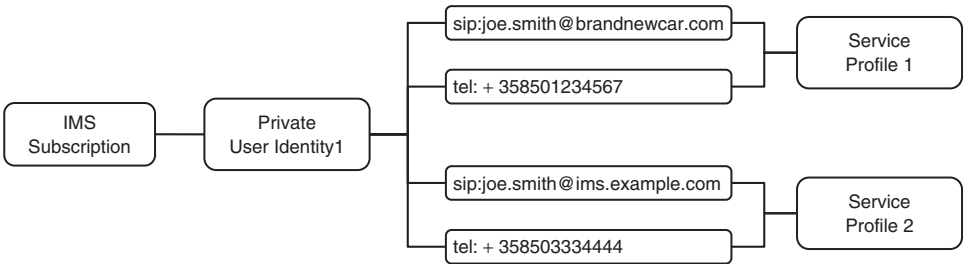 IMS
Subscription
Private
User Identity1
sip:joe.smith@brandnewcar.com
tel: + 358501234567
sip:joe.smith@ims.example.com
tel: + 358503334444
Service
Profile 1
Service
Profile 2